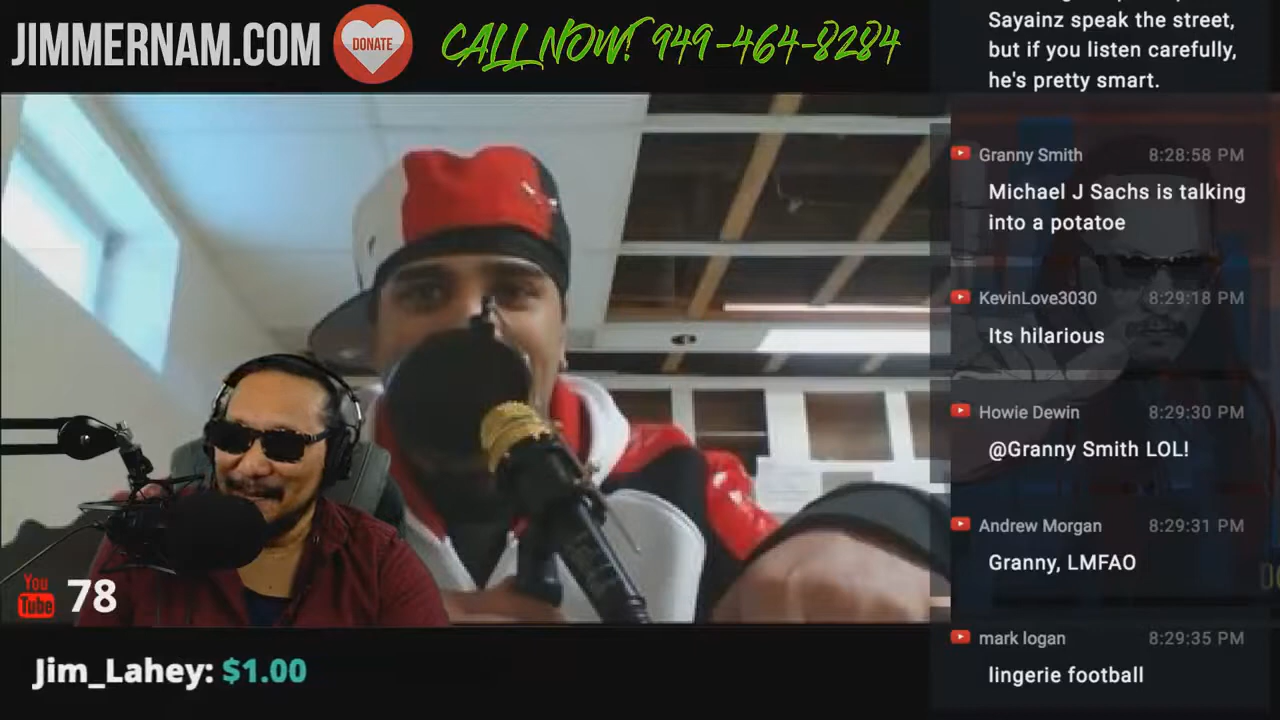 JIMMERNAM.COM
DONATE
CALL NOW! 949-464-8284
Sayainz speak the street,
but if you listen carefully,
he's pretty smart.
Granny Smith 8:28:58 PM
Michael J Sachs is talking
into a potatoe
KevinLove3030 8:29:18 PM
Its hilarious
Howie Dewin 8:29:30 PM
@Granny Smith LOL!
Andrew Morgan 8:29:31 PM
Granny, LMFAO
mark logan 8:29:35 PM
lingerie football
You
Tube
78
Jim_Lahey: $1.00